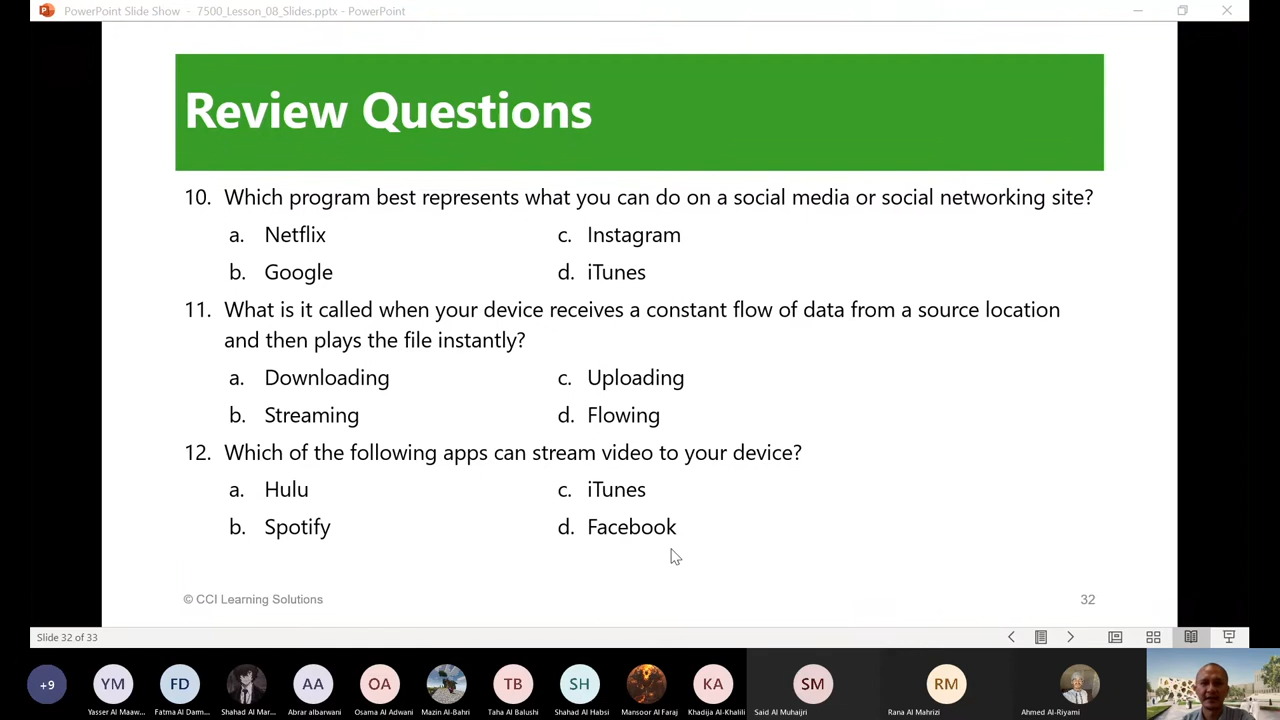 PowerPoint Slide Show - 7500_Lesson_08_Slides.pptx - PowerPoint
Review Questions
10. Which program best represents what you can do on a social media or social networking site?
a. Netflix c. Instagram
b. Google d. iTunes
11. What is it called when your device receives a constant flow of data from a source location
and then plays the file instantly?
a. Downloading c. Uploading
b. Streaming d. Flowing
12. Which of the following apps can stream video to your device?
a. Hulu c. iTunes
b. Spotify d. Facebook
© CCI Learning Solutions 32
Slide 32 of 33
+9 YM FD AA OA TB SH KA SM RM
Yasser Al Maaw... Fatma Al Darm... Shahad Al Mar... Abrar albarwani Osama Al Adwani Mazin Al-Bahri Taha Al Balushi Shahad Al Habsi Mansoor Al Faraj Khadija Al-Khalili Said Al Muhaijri Rana Al Mahrizi Ahmed Al-Riyami